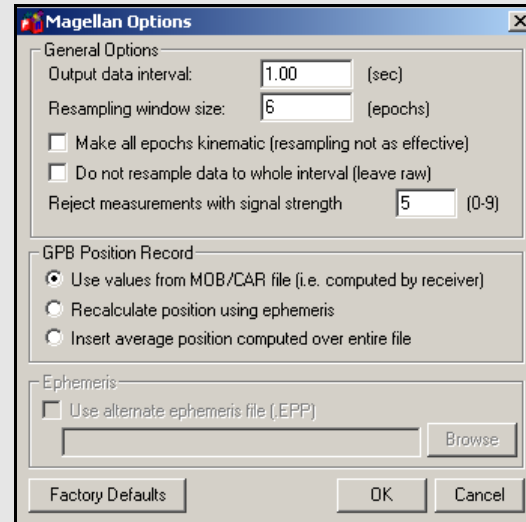 Magellan Options
General Options
Output data interval: 1.00 (sec)
Resampling window size: 6 (epochs)
Make all epochs kinematic (resampling not as effective)
Do not resample data to whole interval (leave raw)
Reject measurements with signal strength 5 (0-9)
GPB Position Record
Use values from MOB/CAR file (i.e. computed by receiver)
Recalculate position using ephemeris
Insert average position computed over entire file
Ephemeris
Use alternate ephemeris file (.EPP)
Browse
Factory Defaults OK Cancel